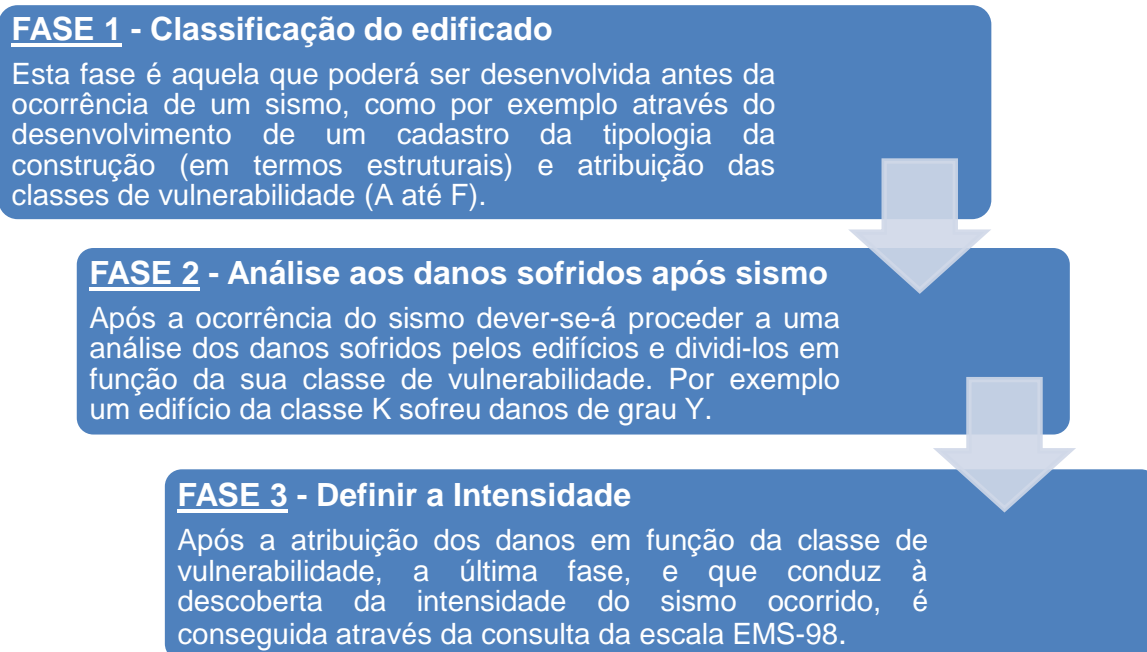 FASE 1 - Classificação do edificado
Esta fase é aquela que poderá ser desenvolvida antes da
ocorrência de um sismo, como por exemplo através do
desenvolvimento de um cadastro da tipologia da
construção (em termos estruturais) e atribuição das
classes de vulnerabilidade (A até F).
FASE 2 - Análise aos danos sofridos após sismo
Após a ocorrência do sismo dever-se-á proceder a uma
análise dos danos sofridos pelos edifícios e dividi-los em
função da sua classe de vulnerabilidade. Por exemplo
um edifício da classe K sofreu danos de grau Y.
FASE 3 - Definir a Intensidade
Após a atribuição dos danos em função da classe de
vulnerabilidade, a última fase, e que conduz à
descoberta da intensidade do sismo ocorrido, é
conseguida através da consulta da escala EMS-98.